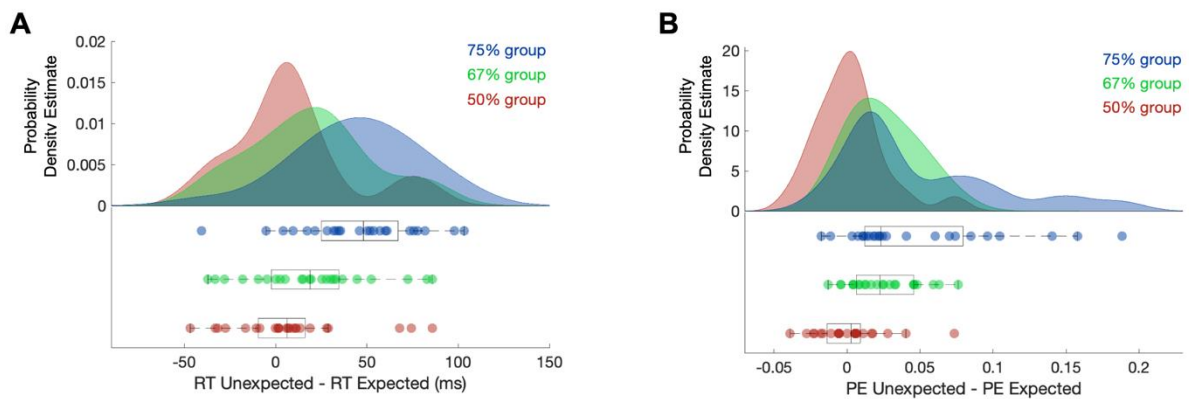 A
Probability
Density Estimate
0.02
0.015
0.01
0.005
0
75% group
67% group
50% group
-50
0
50
100
150
RT Unexpected - RT Expected (ms)
B
Probability
Density Estimate
20
15
10
5
0
75% group
67% group
50% group
-0.05
0
0.05
0.1
0.15
0.2
PE Unexpected - PE Expected